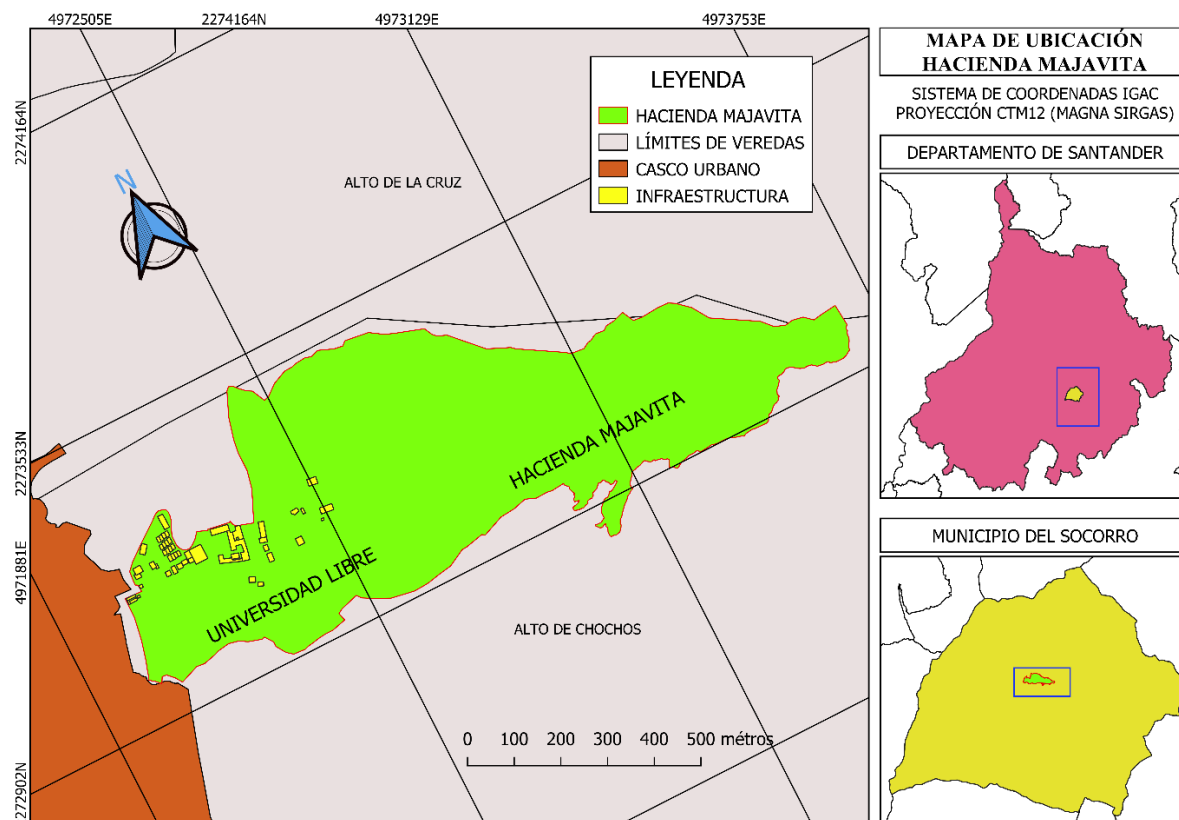 4972505E
2274164N
4973129E
4973753E
2274164N
2273533N
4971881E
272902N
LEYENDA
HACIENDA MAJAVITA
LÍMITES DE VEREDAS
CASCO URBANO
INFRAESTRUCTURA
N
ALTO DE LA CRUZ
HACIENDA MAJAVITA
UNIVERSIDAD LIBRE
ALTO DE CHOCHOS
0 100 200 300 400 500 métros
MAPA DE UBICACIÓN
HACIENDA MAJAVITA
SISTEMA DE COORDENADAS IGAC
PROYECCIÓN CTM12 (MAGNA SIRGAS)
DEPARTAMENTO DE SANTANDER
MUNICIPIO DEL SOCORRO